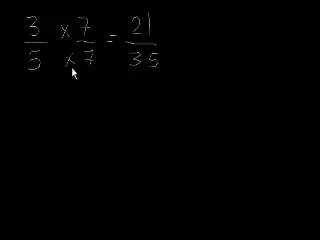 3/5 × 7/× 7 = 21/35